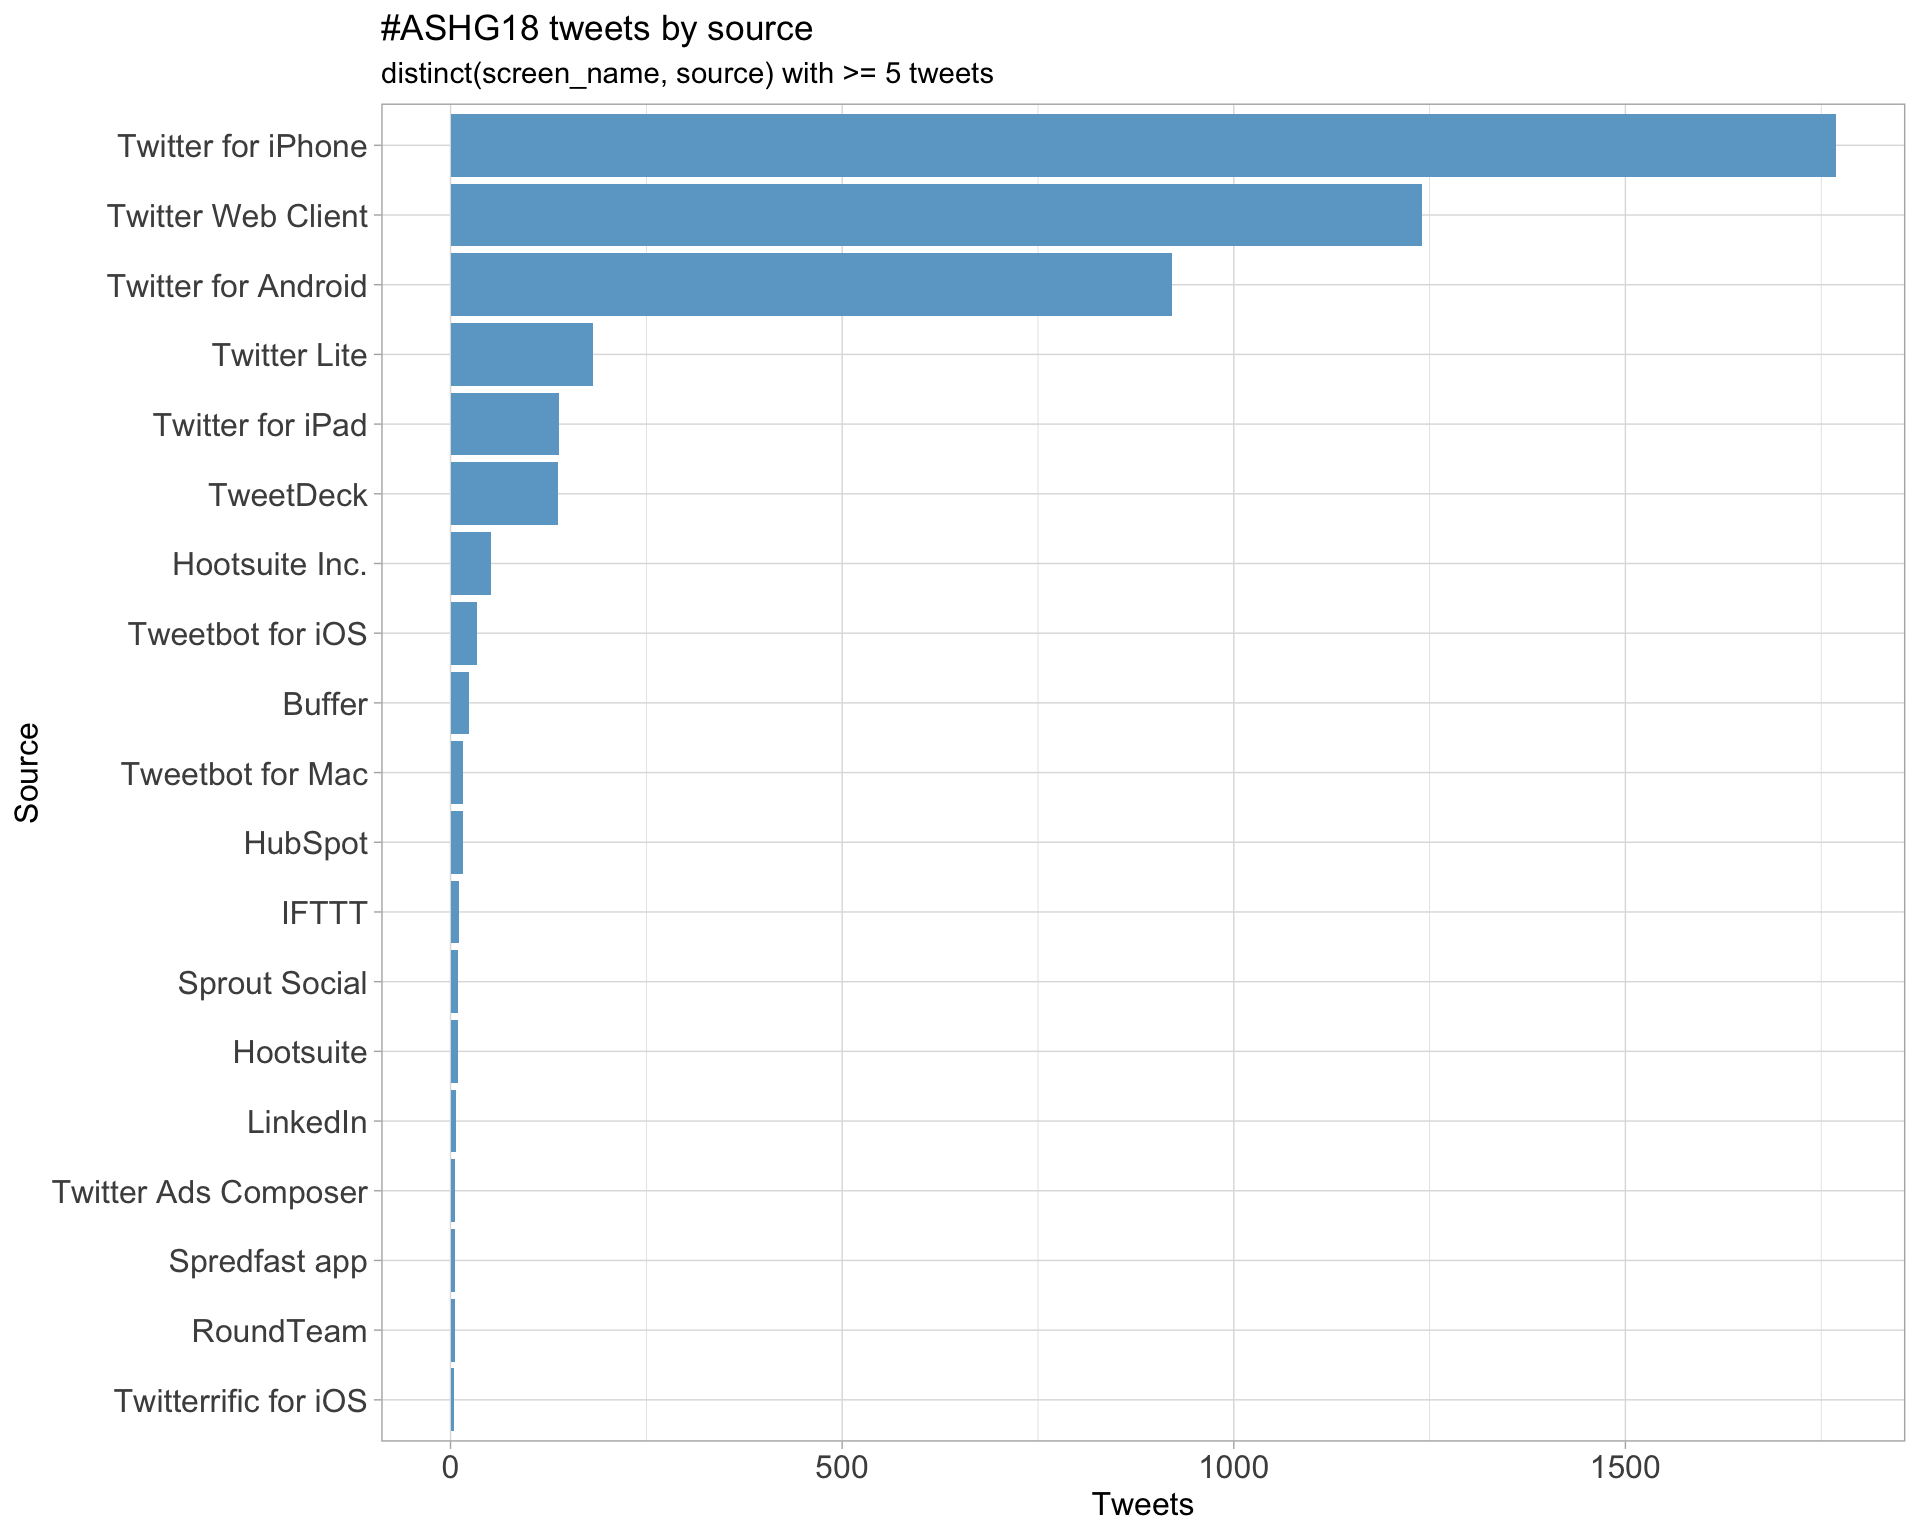 #ASHG18 tweets by source
distinct(screen_name, source) with >= 5 tweets
Source
Twitter for iPhone
Twitter Web Client
Twitter for Android
Twitter Lite
Twitter for iPad
TweetDeck
Hootsuite Inc.
Tweetbot for iOS
Buffer
Tweetbot for Mac
HubSpot
IFTTT
Sprout Social
Hootsuite
LinkedIn
Twitter Ads Composer
Spredfast app
RoundTeam
Twitterrific for iOS
0 500 1000 1500
Tweets